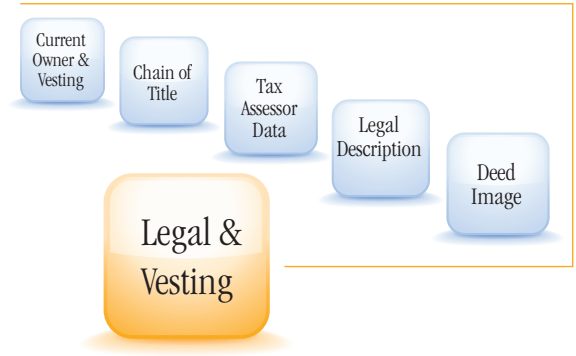 Current
Owner &
Vesting
Chain of
Title
Tax
Assessor
Data
Legal
Description
Deed
Image
Legal &
Vesting